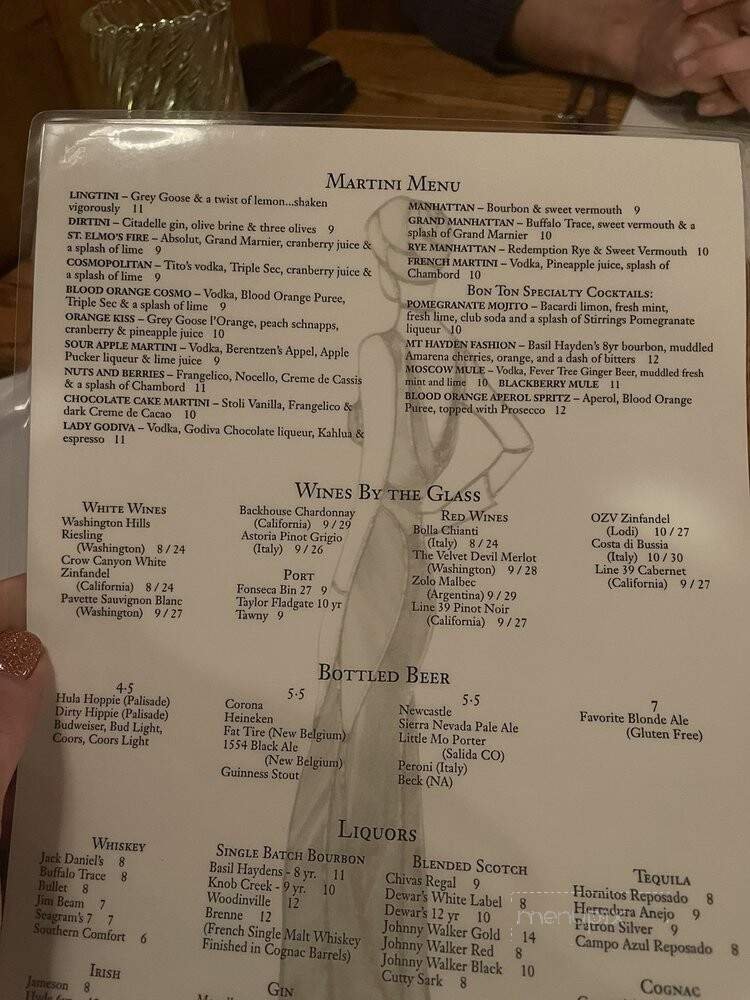 MARTINI MENU
LINGTINI – Grey Goose & a twist of lemon...shaken
vigorously 11
DIRTINI – Citadelle gin, olive brine & three olives 9
ST. ELMO'S FIRE – Absolut, Grand Marnier, cranberry juice &
a splash of lime 9
COSMOPOLITAN – Tito's vodka, Triple Sec, cranberry juice &
a splash of lime 9
BLOOD ORANGE COSMO – Vodka, Blood Orange Puree,
Triple Sec & a splash of lime 9
ORANGE KISS – Grey Goose l'Orange, peach schnapps,
cranberry & pineapple juice 10
SOUR APPLE MARTINI – Vodka, Berentzen's Appel, Apple
Pucker liqueur & lime juice 9
NUTS AND BERRIES – Frangelico, Nocello, Creme de Cassis
& a splash of Chambord 11
CHOCOLATE CAKE MARTINI – Stoli Vanilla, Frangelico &
dark Creme de Cacao 10
LADY GODIVA – Vodka, Godiva Chocolate liqueur, Kahlua &
espresso 11
MANHATTAN – Bourbon & sweet vermouth 9
GRAND MANHATTAN – Buffalo Trace, sweet vermouth & a
splash of Grand Marnier 10
RYE MANHATTAN – Redemption Rye & Sweet Vermouth 10
FRENCH MARTINI – Vodka, Pineapple juice, splash of
Chambord 10
BON TON SPECIALTY COCKTAILS:
POMEGRANATE MOJITO – Bacardi limon, fresh mint,
fresh lime, club soda and a splash of Stirrings Pomegranate
liqueur 10
MT HAYDEN FASHION – Basil Hayden's 8yr bourbon, muddled
Amarena cherries, orange, and a dash of bitters 12
MOSCOW MULE – Vodka, Fever Tree Ginger Beer, muddled fresh
mint and lime 10 BLACKBERRY MULE 11
BLOOD ORANGE APEROL SPRITZ – Aperol, Blood Orange
Puree, topped with Prosecco 12
WINES BY THE GLASS
WHITE WINES
Washington Hills
Riesling
(Washington) 8 / 24
Crow Canyon White
Zinfandel
(California) 8 / 24
Pavette Sauvignon Blanc
(Washington) 9 / 27
Backhouse Chardonnay
(California) 9 / 29
Astoria Pinot Grigio
(Italy) 9 / 26
PORT
Fonseca Bin 27 9
Taylor Fladgate 10 yr
Tawny 9
RED WINES
Bolla Chianti
(Italy) 8 / 24
The Velvet Devil Merlot
(Washington) 9 / 28
Zolo Malbec
(Argentina) 9 / 29
Line 39 Pinot Noir
(California) 9 / 27
OZV Zinfandel
(Lodi) 10 / 27
Costa di Bussia
(Italy) 10 / 30
Line 39 Cabernet
(California) 9 / 27
BOTTLED BEER
4.5
Hula Hoppie (Palisade)
Dirty Hippie (Palisade)
Budweiser, Bud Light,
Coors, Coors Light
5.5
Corona
Heineken
Fat Tire (New Belgium)
1554 Black Ale
(New Belgium)
Guinness Stout
5.5
Newcastle
Sierra Nevada Pale Ale
Little Mo Porter
(Salida CO)
Peroni (Italy)
Beck (NA)
7
Favorite Blonde Ale
(Gluten Free)
LIQUORS
WHISKEY
Jack Daniel's 8
Buffalo Trace 8
Bullet 8
Jim Beam 7
Seagram's 7 7
Southern Comfort 6
IRISH
Jameson 8
SINGLE BATCH BOURBON
Basil Haydens - 8 yr. 11
Knob Creek - 9 yr. 10
Woodinville 12
Brenne 12
(French Single Malt Whiskey
Finished in Cognac Barrels)
GIN
BLENDED SCOTCH
Chivas Regal 9
Dewar's White Label 8
Dewar's 12 yr 10
Johnny Walker Gold 14
Johnny Walker Red 8
Johnny Walker Black 10
Cutty Sark 8
TEQUILA
Hornitos Reposado 8
Herradura Anejo 9
Patron Silver 9
Campo Azul Reposado 8
COGNAC